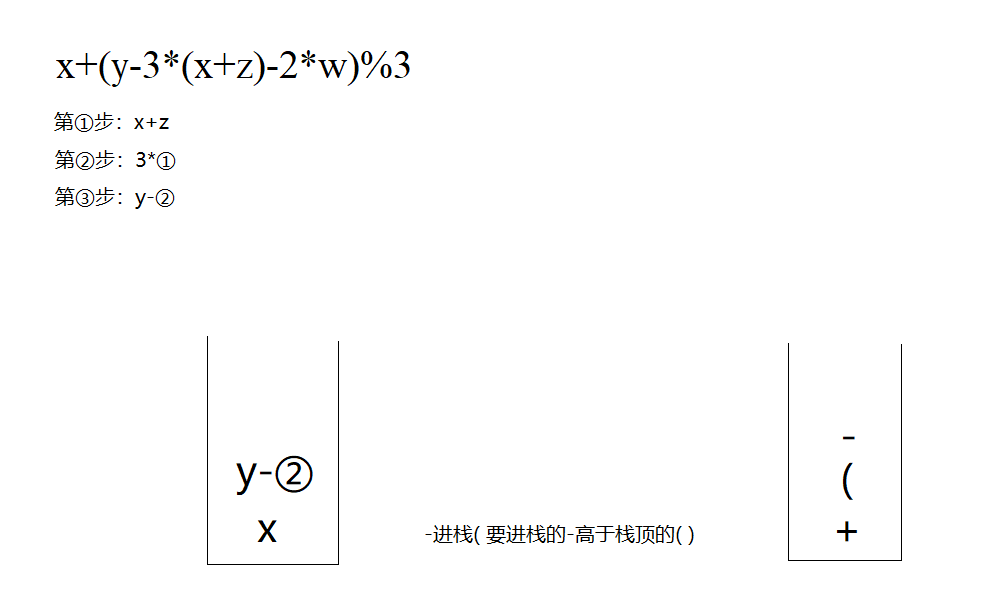 x+(y-3*(x+z)-2*w)%3
第①步：x+z
第②步：3*①
第③步：y-②
y-②
x
-进栈( 要进栈的-高于栈顶的( )
-
(
+